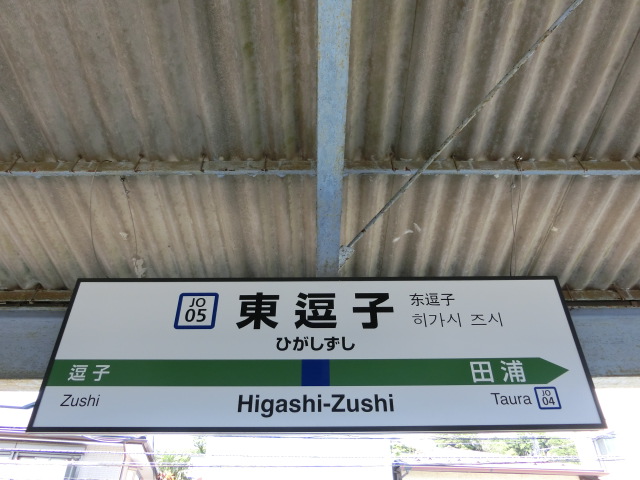 JO
05
東逗子
东逗子
히가시 즈시
ひがしずし
逗子
田浦
Zushi
Higashi-Zushi
Taura
JO
04